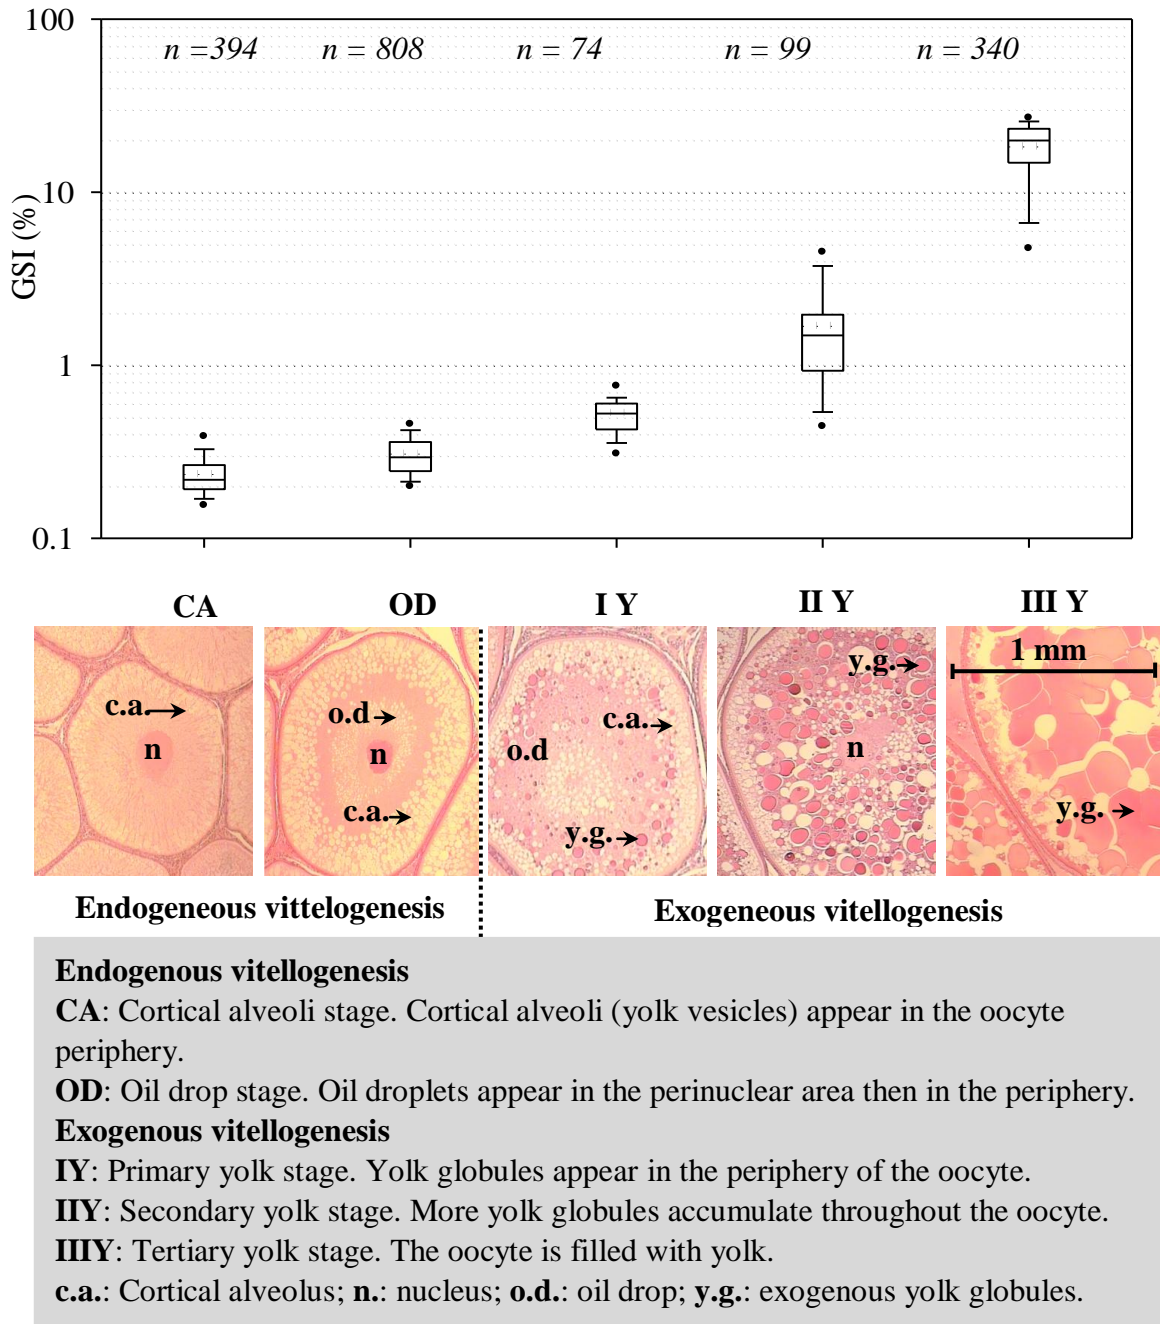 100
n =394 n = 808 n = 74 n = 99 n = 340
10
GSI (%)
1
0.1
CA OD I Y II Y III Y
c.a. n
o.d n c.a.
c.a. o.d y.g.
y.g. n
1 mm y.g.
Endogeneous vittelogenesis Exogeneous vitellogenesis
Endogenous vitellogenesis
CA: Cortical alveoli stage. Cortical alveoli (yolk vesicles) appear in the oocyte
periphery.
OD: Oil drop stage. Oil droplets appear in the perinuclear area then in the periphery.
Exogenous vitellogenesis
IY: Primary yolk stage. Yolk globules appear in the periphery of the oocyte.
IIY: Secondary yolk stage. More yolk globules accumulate throughout the oocyte.
IIIY: Tertiary yolk stage. The oocyte is filled with yolk.
c.a.: Cortical alveolus; n.: nucleus; o.d.: oil drop; y.g.: exogenous yolk globules.